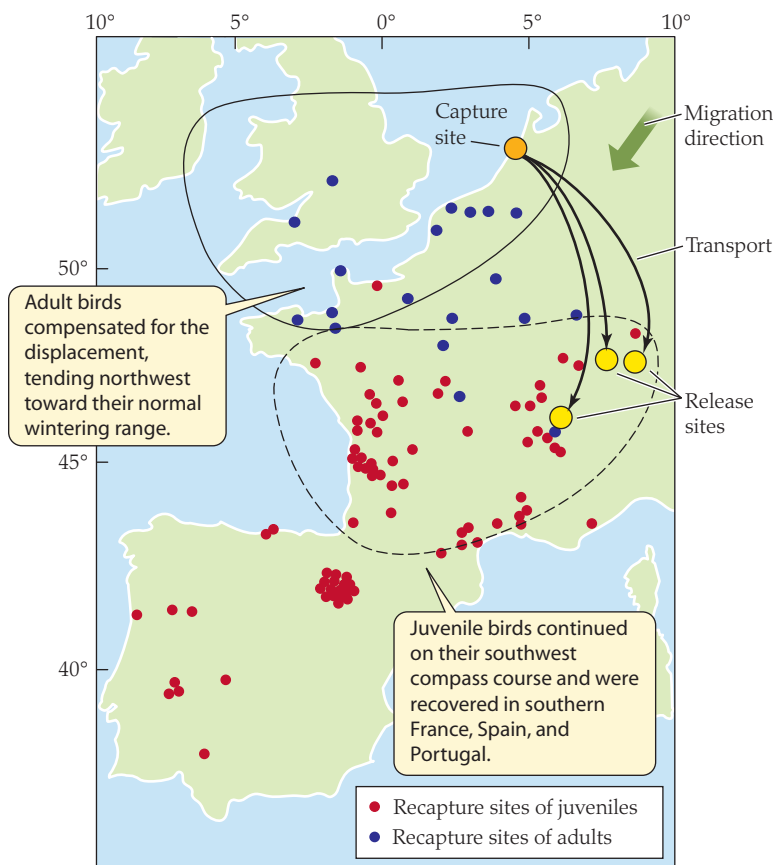 10°
5°
0°
5°
10°
Capture
site
Migration
direction
Transport
50°
Adult birds
compensated for the
displacement,
tending northwest
toward their normal
wintering range.
Release
sites
45°
Juvenile birds continued
on their southwest
compass course and were
recovered in southern
France, Spain, and
Portugal.
40°
Recapture sites of juveniles
Recapture sites of adults